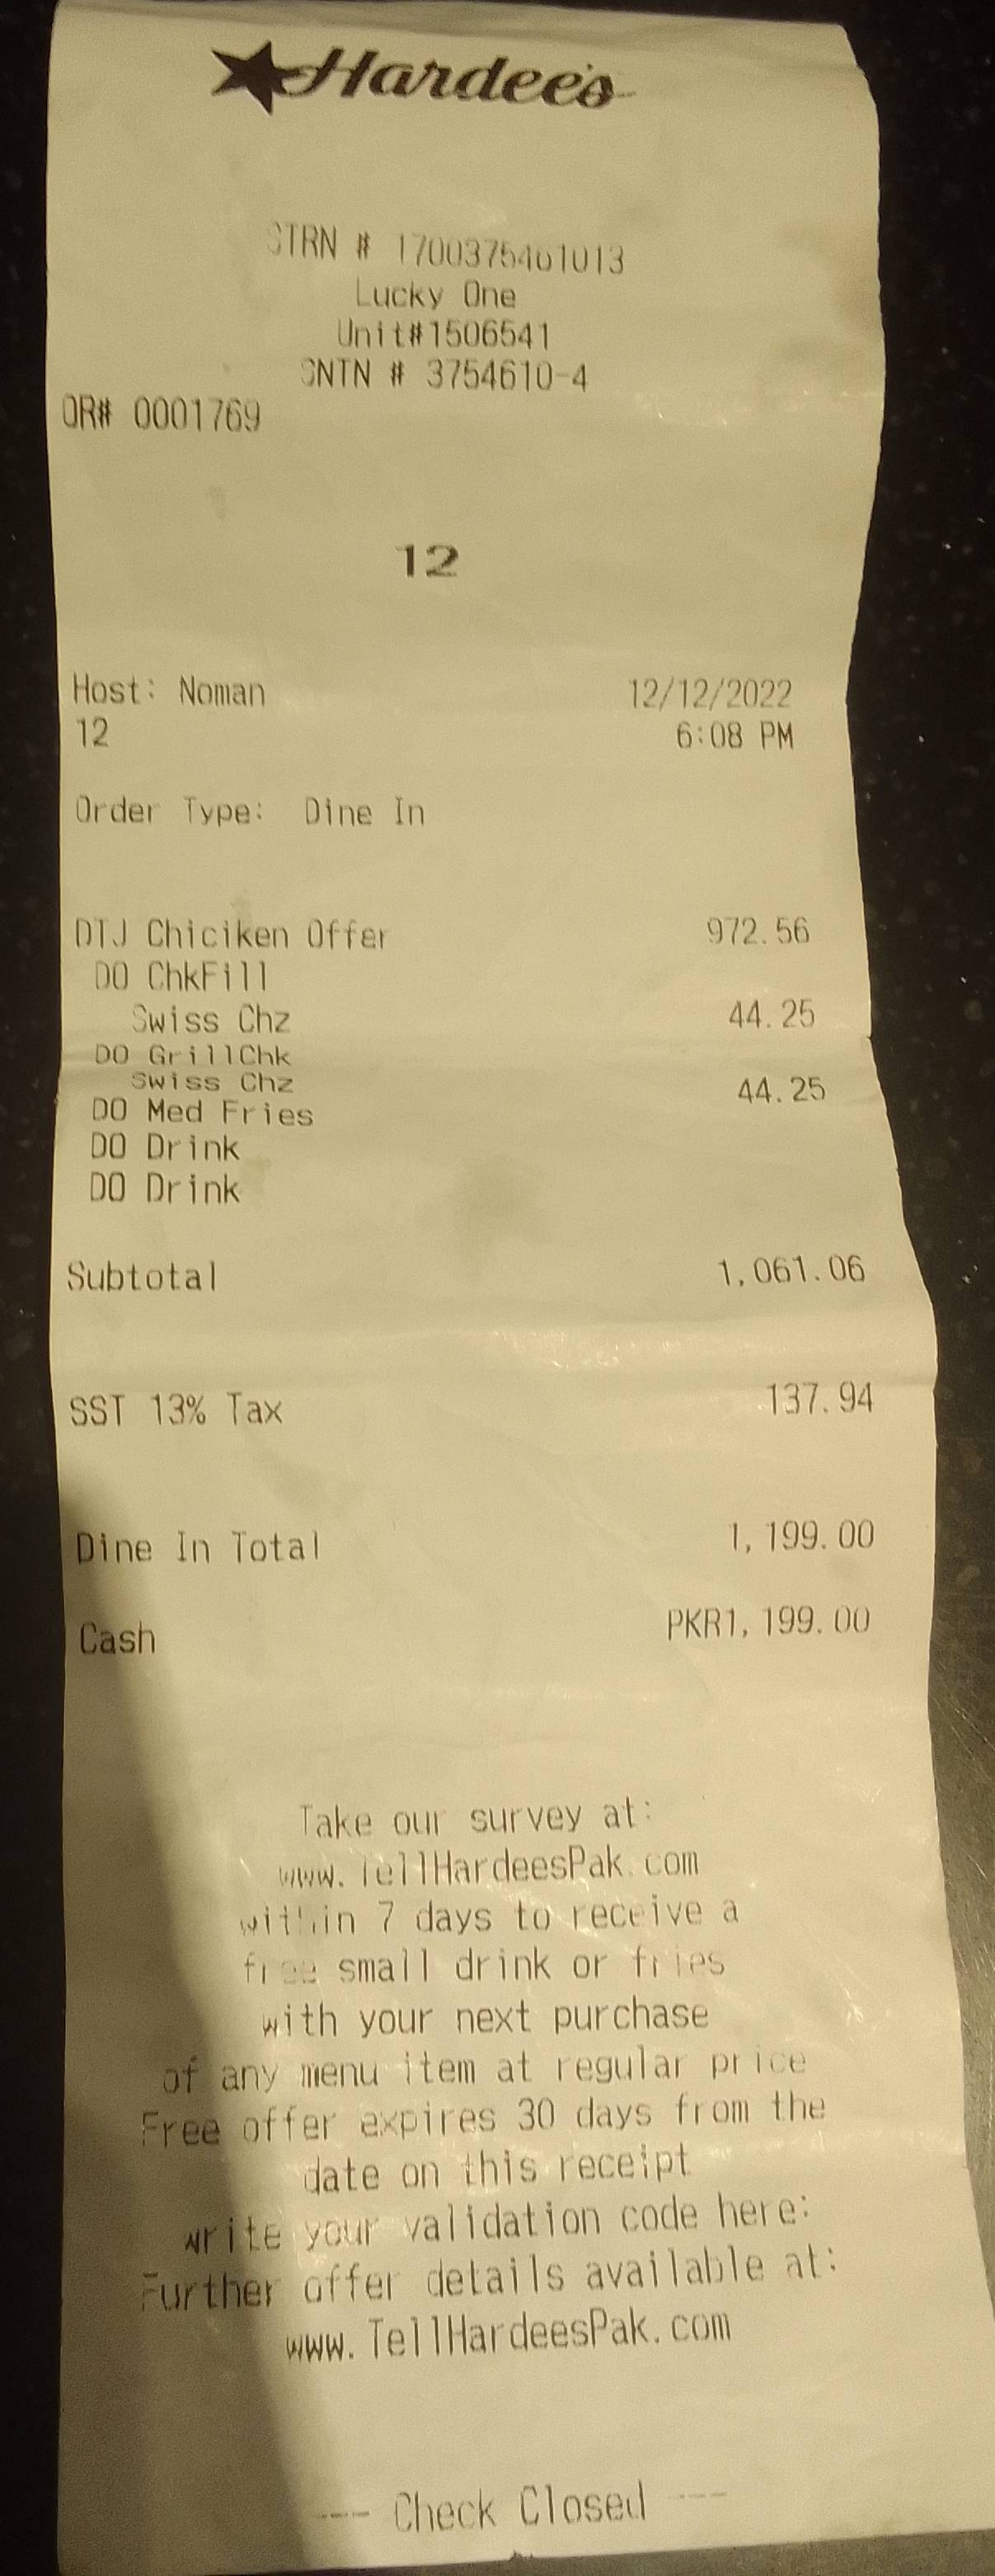 Hardee's
STRN # 1700375461013
Lucky One
Unit#1506541
SNTN # 3754610-4
OR# 0001769
12
Host: Noman 12/12/2022
12 6:08 PM
Order Type: Dine In
DTJ Chiciken Offer 972.56
DO ChkFill
Swiss Chz 44.25
DO GrillChk
Swiss Chz 44.25
DO Med Fries
DO Drink
DO Drink
Subtotal 1,061.06
SST 13% Tax 137.94
Dine In Total 1,199.00
Cash PKR1,199.00
Take our survey at:
www.TellHardeesPak.com
within 7 days to receive a
free small drink or fries
with your next purchase
of any menu item at regular price
Free offer expires 30 days from the
date on this receipt
write your validation code here:
Further offer details available at:
www.TellHardeesPak.com
--- Check Closed ---